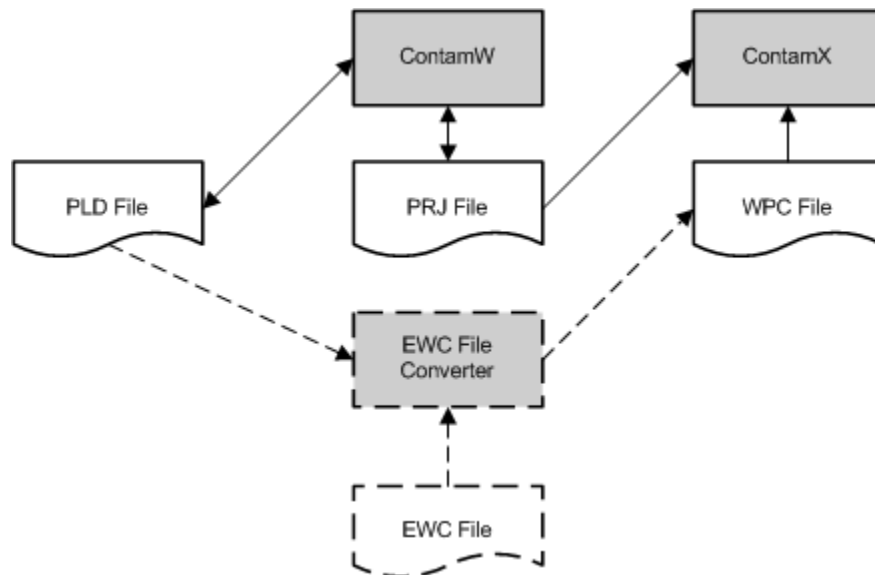 ContamW
ContamX
PLD File
PRJ File
WPC File
EWC File
Converter
EWC File